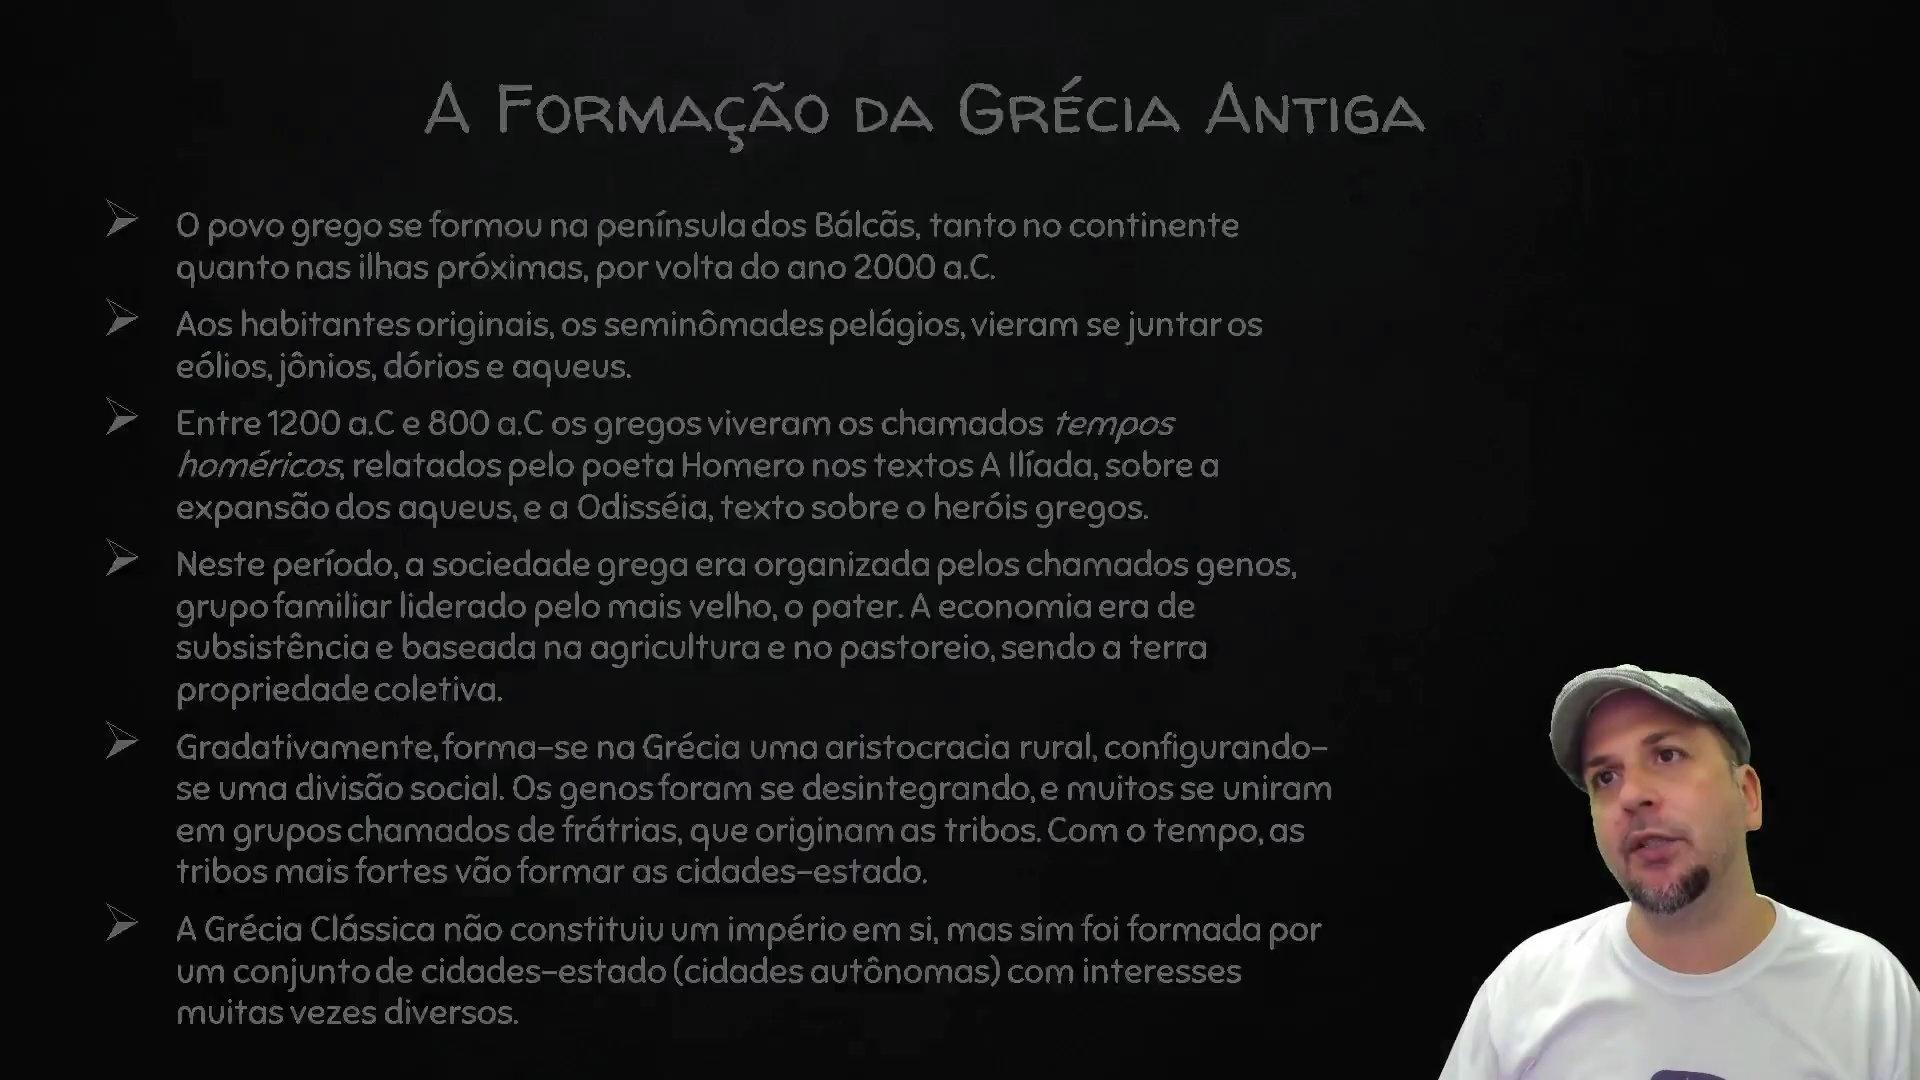 A Formação da Grécia Antiga
O povo grego se formou na península dos Bálcãs, tanto no continente
quanto nas ilhas próximas, por volta do ano 2000 a.C.
Aos habitantes originais, os seminômades pelágios, vieram se juntar os
eólios, jônios, dórios e aqueus.
Entre 1200 a.C e 800 a.C os gregos viveram os chamados tempos
homéricos, relatados pelo poeta Homero nos textos A Ilíada, sobre a
expansão dos aqueus, e a Odisséia, texto sobre o heróis gregos.
Neste período, a sociedade grega era organizada pelos chamados genos,
grupo familiar liderado pelo mais velho, o pater. A economia era de
subsistência e baseada na agricultura e no pastoreio, sendo a terra
propriedade coletiva.
Gradativamente, forma-se na Grécia uma aristocracia rural, configurando-
se uma divisão social. Os genos foram se desintegrando, e muitos se uniram
em grupos chamados de frátrias, que originam as tribos. Com o tempo, as
tribos mais fortes vão formar as cidades-estado.
A Grécia Clássica não constituiu um império em si, mas sim foi formada por
um conjunto de cidades-estado (cidades autônomas) com interesses
muitas vezes diversos.